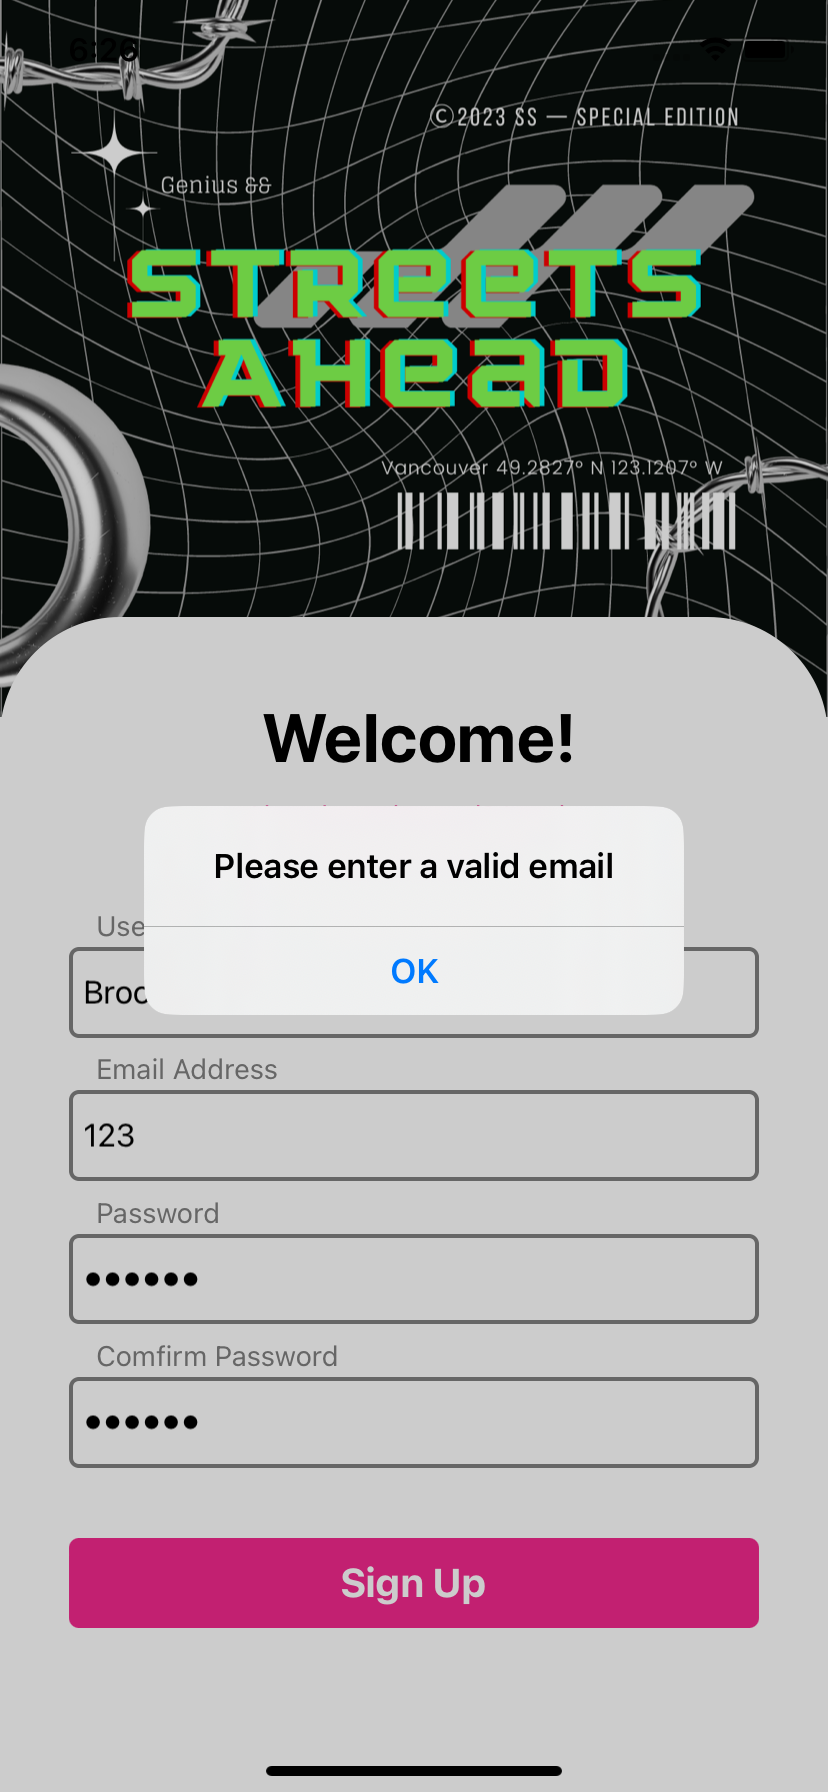 6:26
©2023 SS — SPECIAL EDITION
Genius &&
STREETS
AHEAD
Vancouver 49.2827° N 123.1207° W
Welcome!
Please enter a valid email
OK
Use
Broo
Email Address
123
Password
Comfirm Password
Sign Up